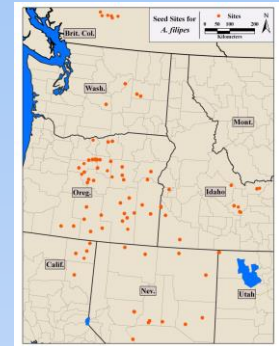 Seed Sites for
A. filipes
Sites
N
0 50 100 200
Kilometers
Brit. Col.
Wash.
Mont.
Oreg.
Idaho
Calif.
Nev.
Utah